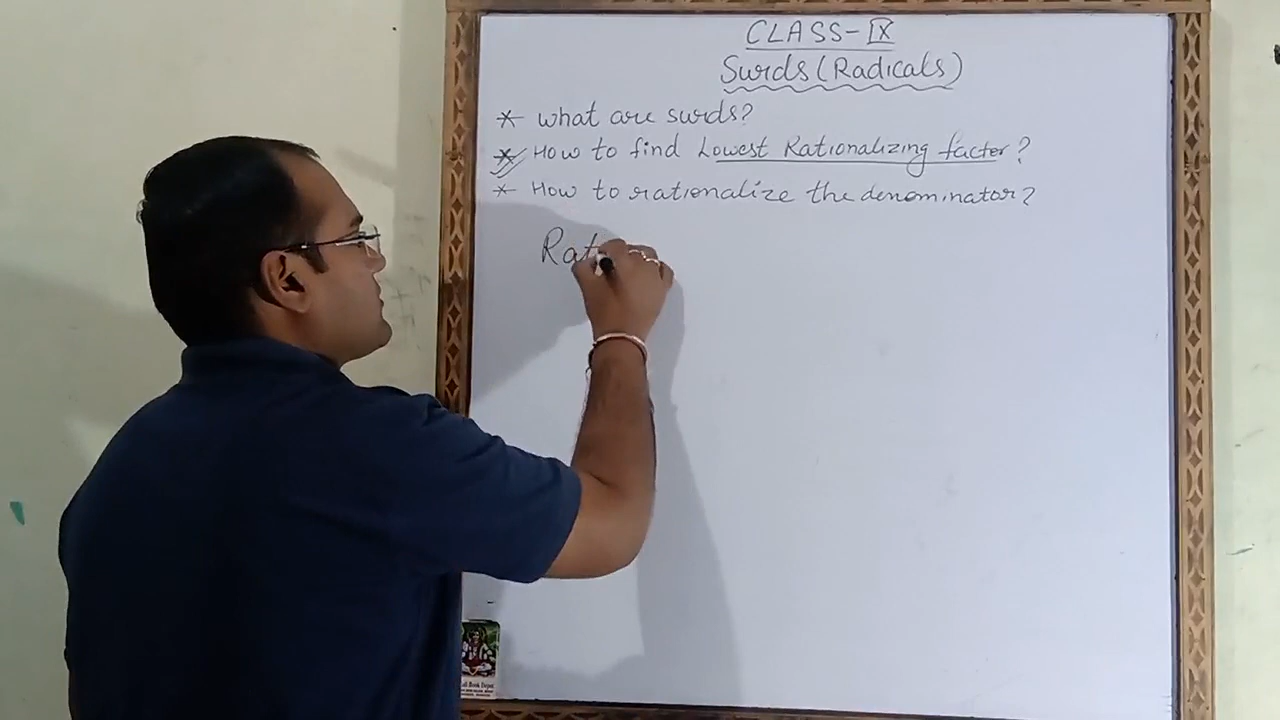 CLASS-IX
Surds (Radicals)
* What are surds?
* How to find Lowest Rationalizing factor?
* How to rationalize the denominator?
Rat